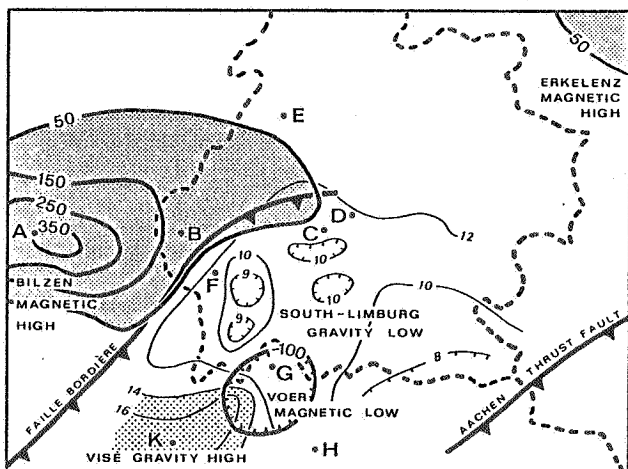 50
ERKELENZ
MAGNETIC
HIGH
50
E
150
250
350
A
B
D
C
12
BILZEN
MAGNETIC
HIGH
F
10
9
10
10
10
9
SOUTH-LIMBURG
GRAVITY LOW
-100
G
8
VOER
MAGNETIC LOW
14
16
K
VISÉ GRAVITY HIGH
H
FAILLE BORDIÈRE
AACHEN THRUST FAULT